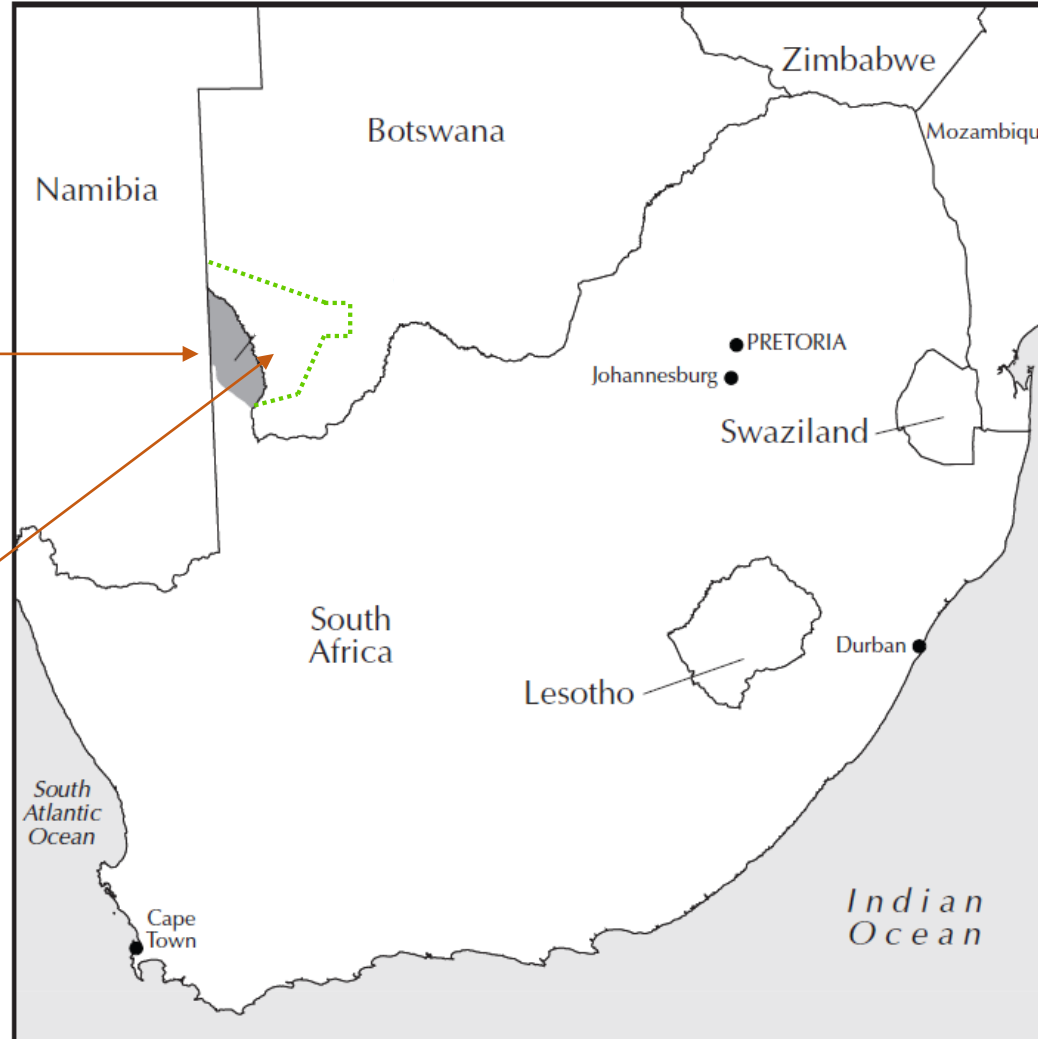 Zimbabwe
Botswana
Mozambiqu
Namibia
PRETORIA
Johannesburg
Swaziland
South
Africa
Durban
Lesotho
South
Atlantic
Ocean
Indian
Ocean
Cape
Town